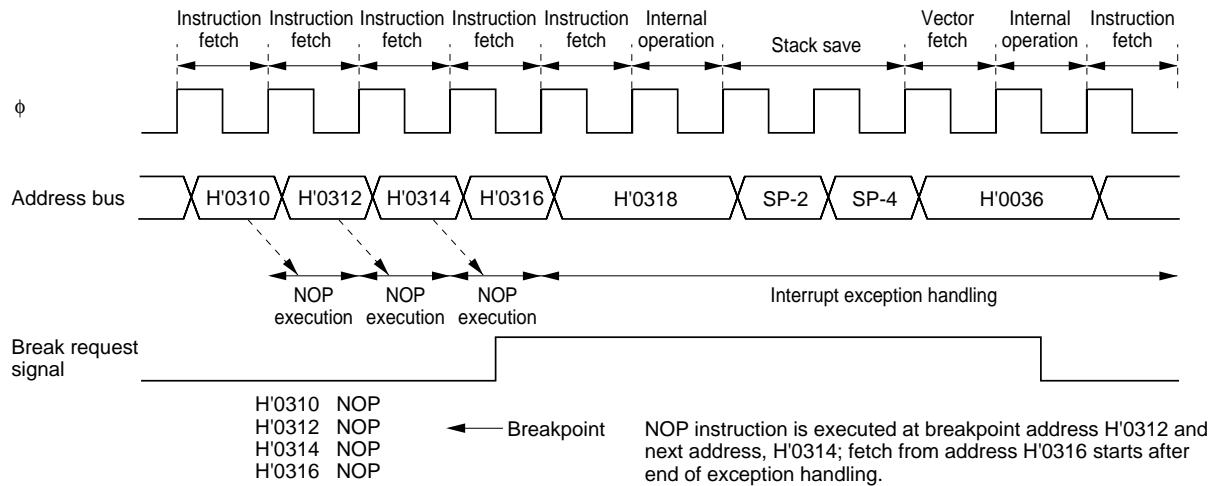 Instruction fetch
Instruction fetch
Instruction fetch
Instruction fetch
Instruction fetch
Internal operation
Stack save
Vector fetch
Internal operation
Instruction fetch
ϕ
Address bus
H'0310
H'0312
H'0314
H'0316
H'0318
SP-2
SP-4
H'0036
NOP execution
NOP execution
NOP execution
Interrupt exception handling
Break request
signal
H'0310 NOP
H'0312 NOP
H'0314 NOP
H'0316 NOP
Breakpoint
NOP instruction is executed at breakpoint address H'0312 and
next address, H'0314; fetch from address H'0316 starts after
end of exception handling.